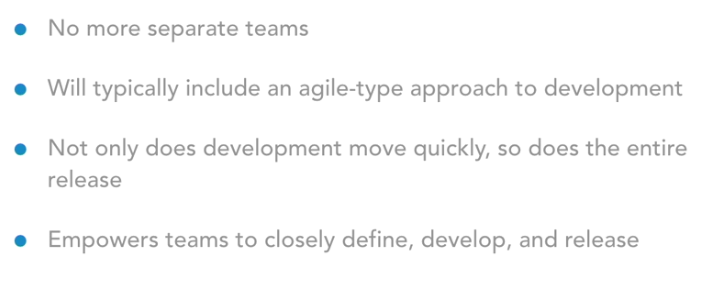 No more separate teams
Will typically include an agile-type approach to development
Not only does development move quickly, so does the entire
release
Empowers teams to closely define, develop, and release